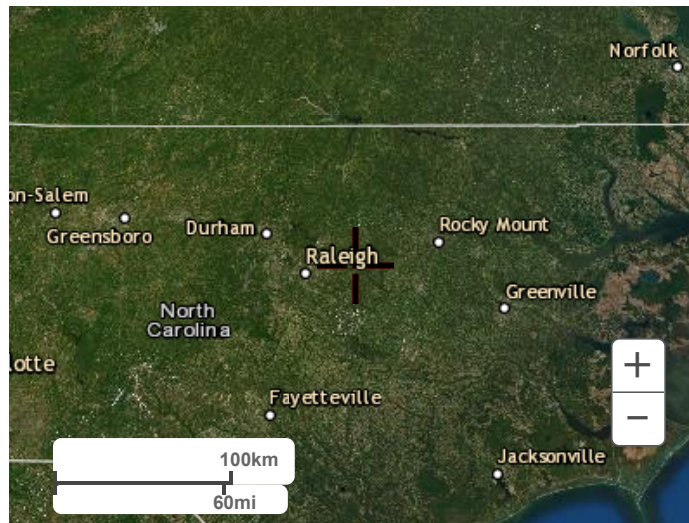 Norfolk
on-Salem
Greensboro
Durham
Rocky Mount
Raleigh
Greenville
North
Carolina
lotte
+
−
Fayetteville
Jacksonville
100km
60mi